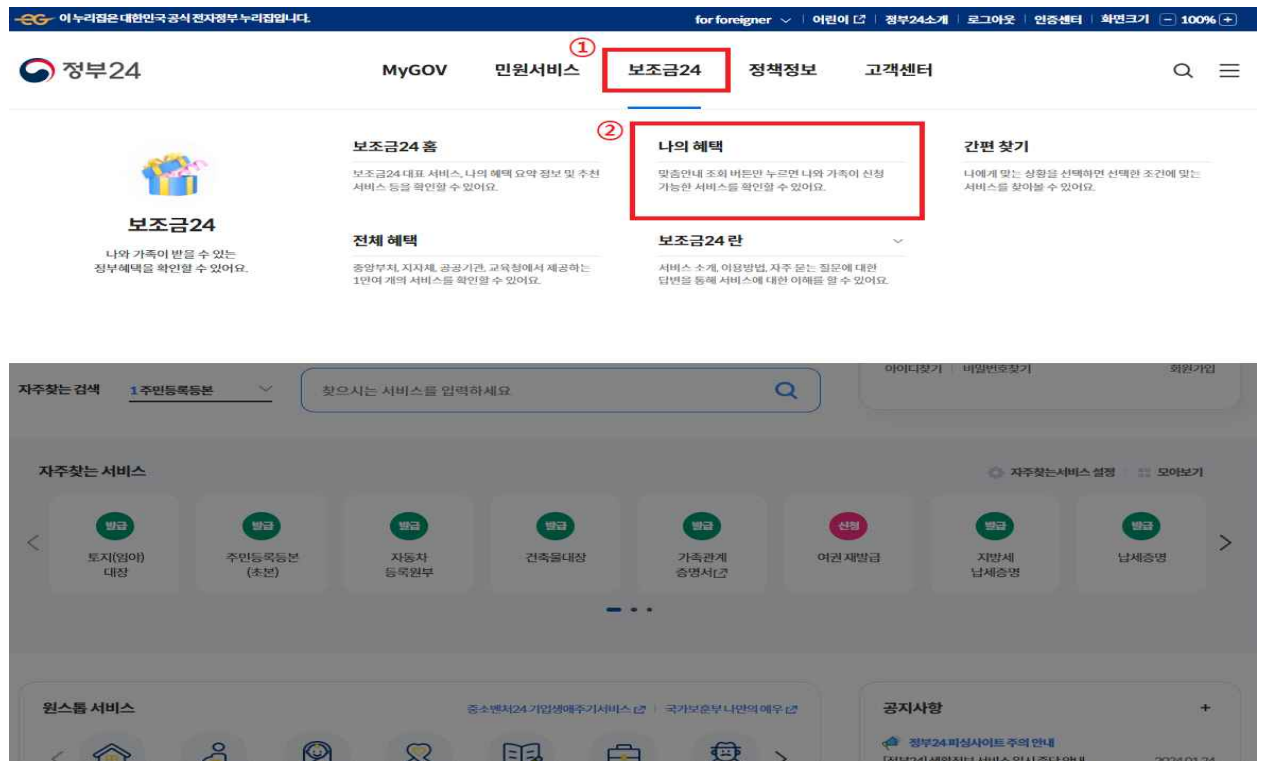 이 누리집은 대한민국 공식 전자정부 누리집입니다.
for foreigner 어린이 정부24소개 로그아웃 인증센터 화면크기 - 100% +
정부24 MyGOV 민원서비스 ① 보조금24 정책정보 고객센터
보조금24
나와 가족이 받을 수 있는
정부혜택을 확인할 수 있어요.
보조금24 홈
보조금24 대표 서비스, 나의 혜택 요약 정보 및 추천
서비스 등을 확인할 수 있어요.
②
나의 혜택
맞춤안내 조회 버튼만 누르면 나와 가족이 신청
가능한 서비스를 확인할 수 있어요.
간편 찾기
나에게 맞는 상황을 선택하면 선택한 조건에 맞는
서비스를 찾아볼 수 있어요.
전체 혜택
중앙부처, 지자체, 공공기관, 교육청에서 제공하는
1만여 개의 서비스를 확인할 수 있어요.
보조금24 란
서비스 소개, 이용방법, 자주 묻는 질문에 대한
답변을 통해 서비스에 대한 이해를 할 수 있어요.
자주찾는 검색 1 주민등록등본 찾으시는 서비스를 입력하세요
아이디찾기 비밀번호찾기 회원가입
자주찾는 서비스
자주찾는서비스 설정 모아보기
발급
토지(임야)
대장
발급
주민등록등본
(초본)
발급
자동차
등록원부
발급
건축물대장
발급
가족관계
증명서
신청
여권 재발급
발급
지방세
납세증명
발급
납세증명
원스톱 서비스
중소벤처24 기업생애주기서비스 국가보훈부 나만의 예우
공지사항 +
정부24 피싱사이트 주의 안내
[정부24] 생활정보 서비스 일시 중단 안내 2024.01.24